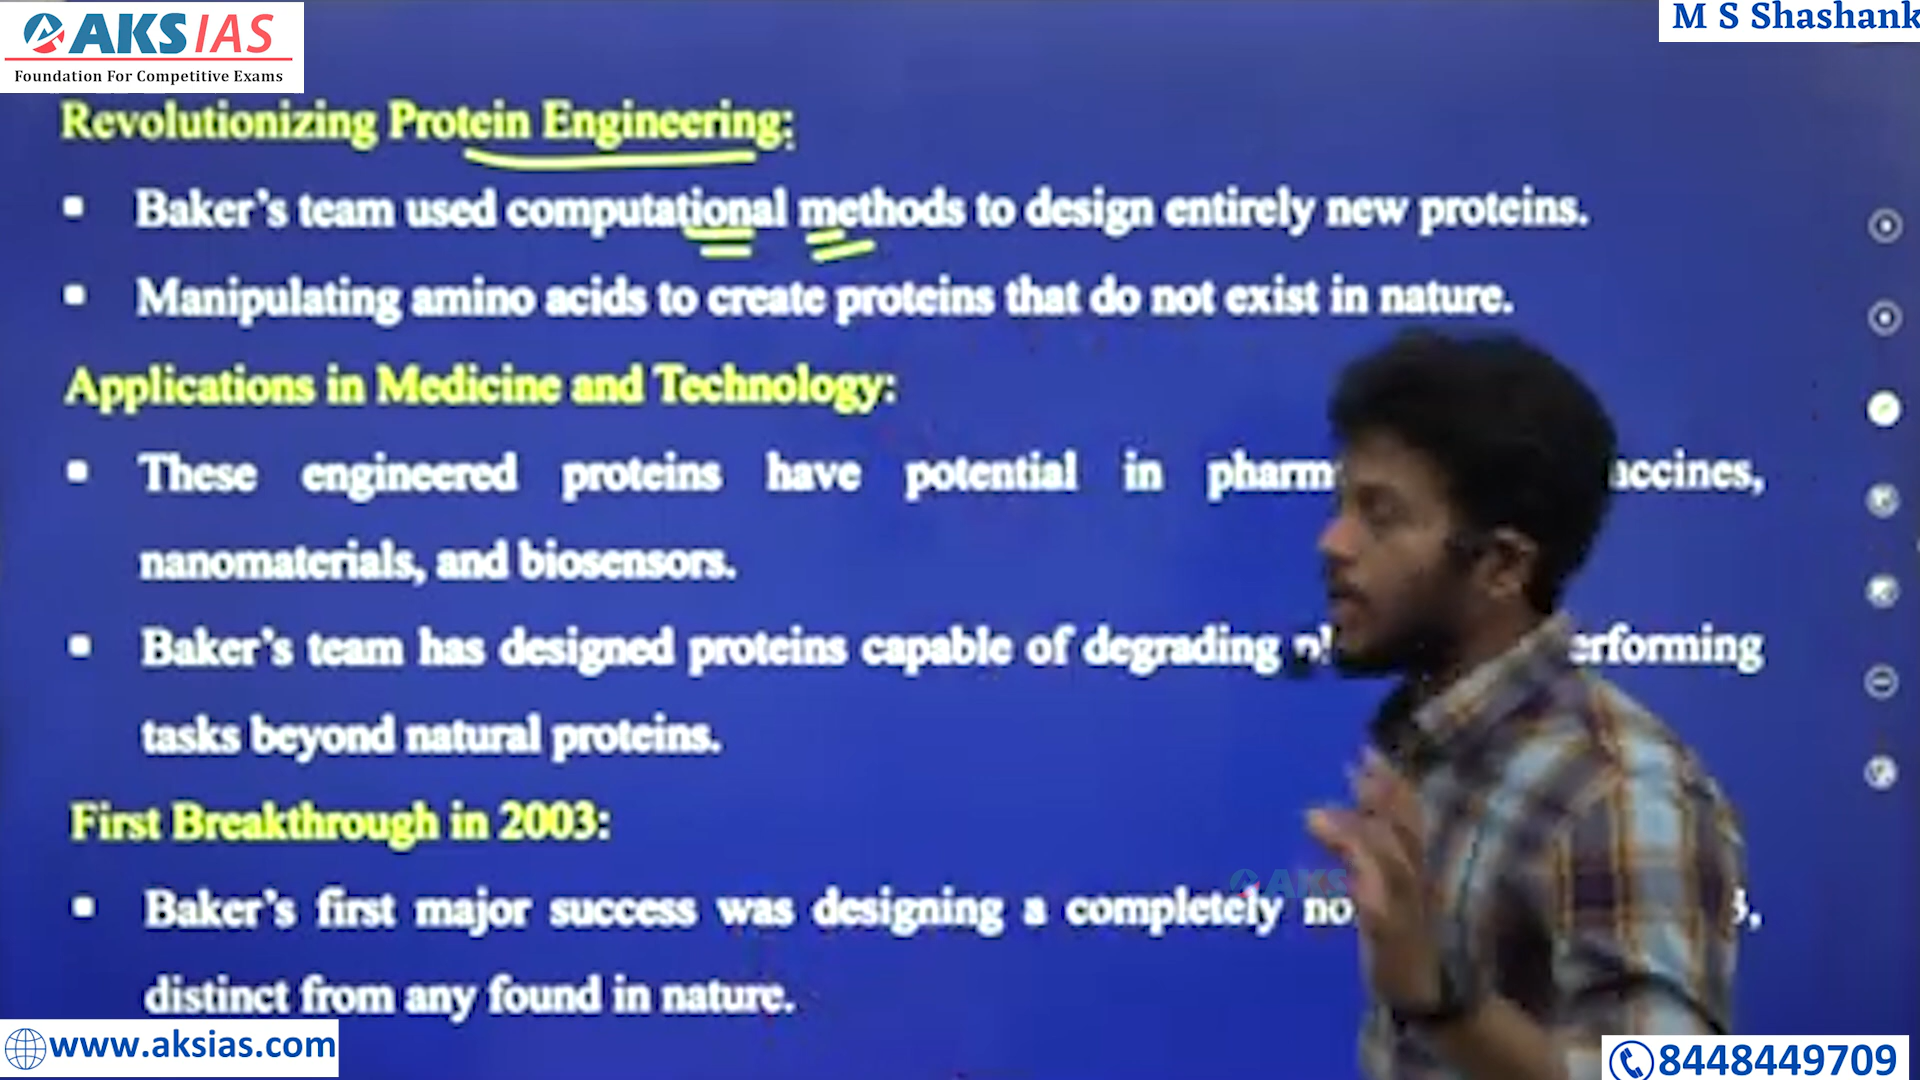 AKS IAS
Foundation For Competitive Exams
M S Shashank
Revolutionizing Protein Engineering:
Baker's team used computational methods to design entirely new proteins.
Manipulating amino acids to create proteins that do not exist in nature.
Applications in Medicine and Technology:
These engineered proteins have potential in
nanomaterials, and biosensors.
Baker's team has designed proteins capable of degrading
tasks beyond natural proteins.
First Breakthrough in 2003:
Baker's first major success was designing a completely
distinct from any found in nature.
AKS
www.aksias.com
8448449709